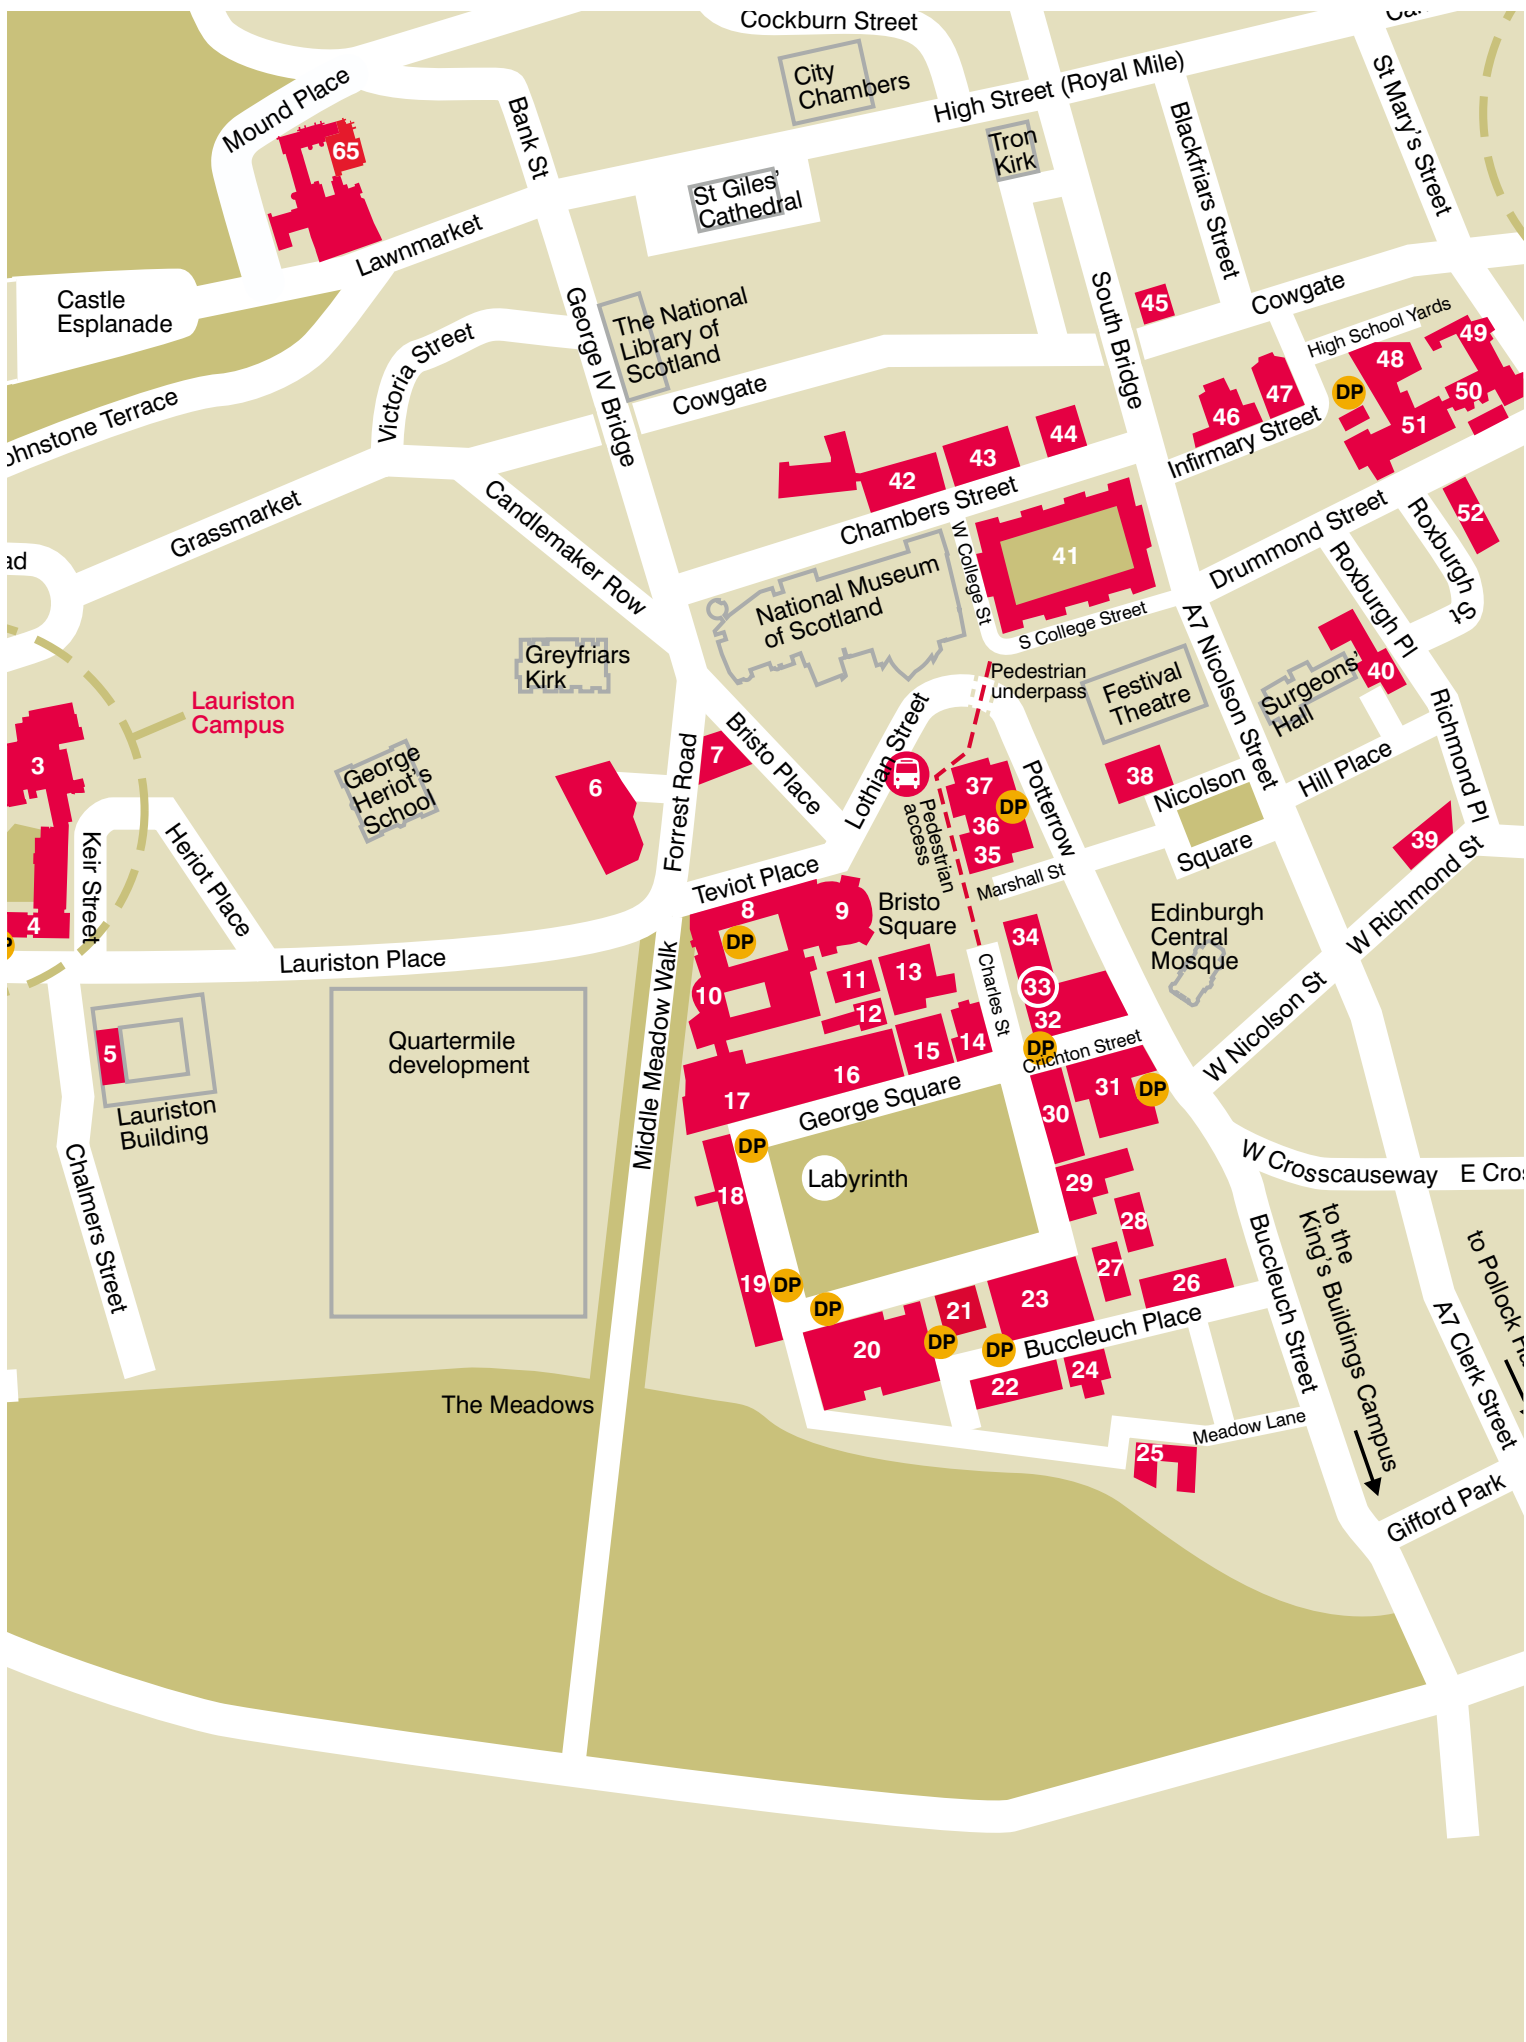 Cockburn Street
City
Chambers
High Street (Royal Mile)
Mound Place
Bank St
65
St Giles'
Cathedral
Tron
Kirk
Blackfriars Street
St Mary's Street
Lawnmarket
Castle
Esplanade
George IV Bridge
The National
Library of
Scotland
South Bridge
45
Cowgate
High School Yards
49
48
Victoria Street
Cowgate
46
47
DP
50
51
Infirmary Street
ohnstone Terrace
44
43
42
Chambers Street
Grassmarket
Candlemaker Row
W College St
41
Drummond Street
52
Roxburgh St
Roxburgh Pl
ad
National Museum
of Scotland
S College Street
A7 Nicolson Street
Greyfriars
Kirk
Pedestrian
underpass
Festival
Theatre
Surgeons'
Hall
40
Lauriston
Campus
3
George
Heriot's
School
6
7
Forrest Road
Bristo Place
Lothian Street
Pedestrian
access
37
DP
36
35
Potterrow
38
Nicolson
Square
Hill Place
Richmond Pl
39
W Richmond St
Marshall St
Keir Street
Heriot Place
4
Teviot Place
8
9
DP
Bristo
Square
Edinburgh
Central
Mosque
34
Lauriston Place
Middle Meadow Walk
10
11
13
12
Charles St
33
32
W Nicolson St
5
Lauriston
Building
Quartermile
development
14
15
16
17
DP
Crichton Street
George Square
30
31
DP
DP
Labyrinth
18
29
28
W Crosscauseway
E Cros
Chalmers Street
19
DP
DP
27
26
to the
King's Buildings Campus
to Pollock Ha
20
21
23
DP
DP
Buccleuch Place
Buccleuch Street
A7 Clerk Street
22
24
The Meadows
Meadow Lane
25
Gifford Park